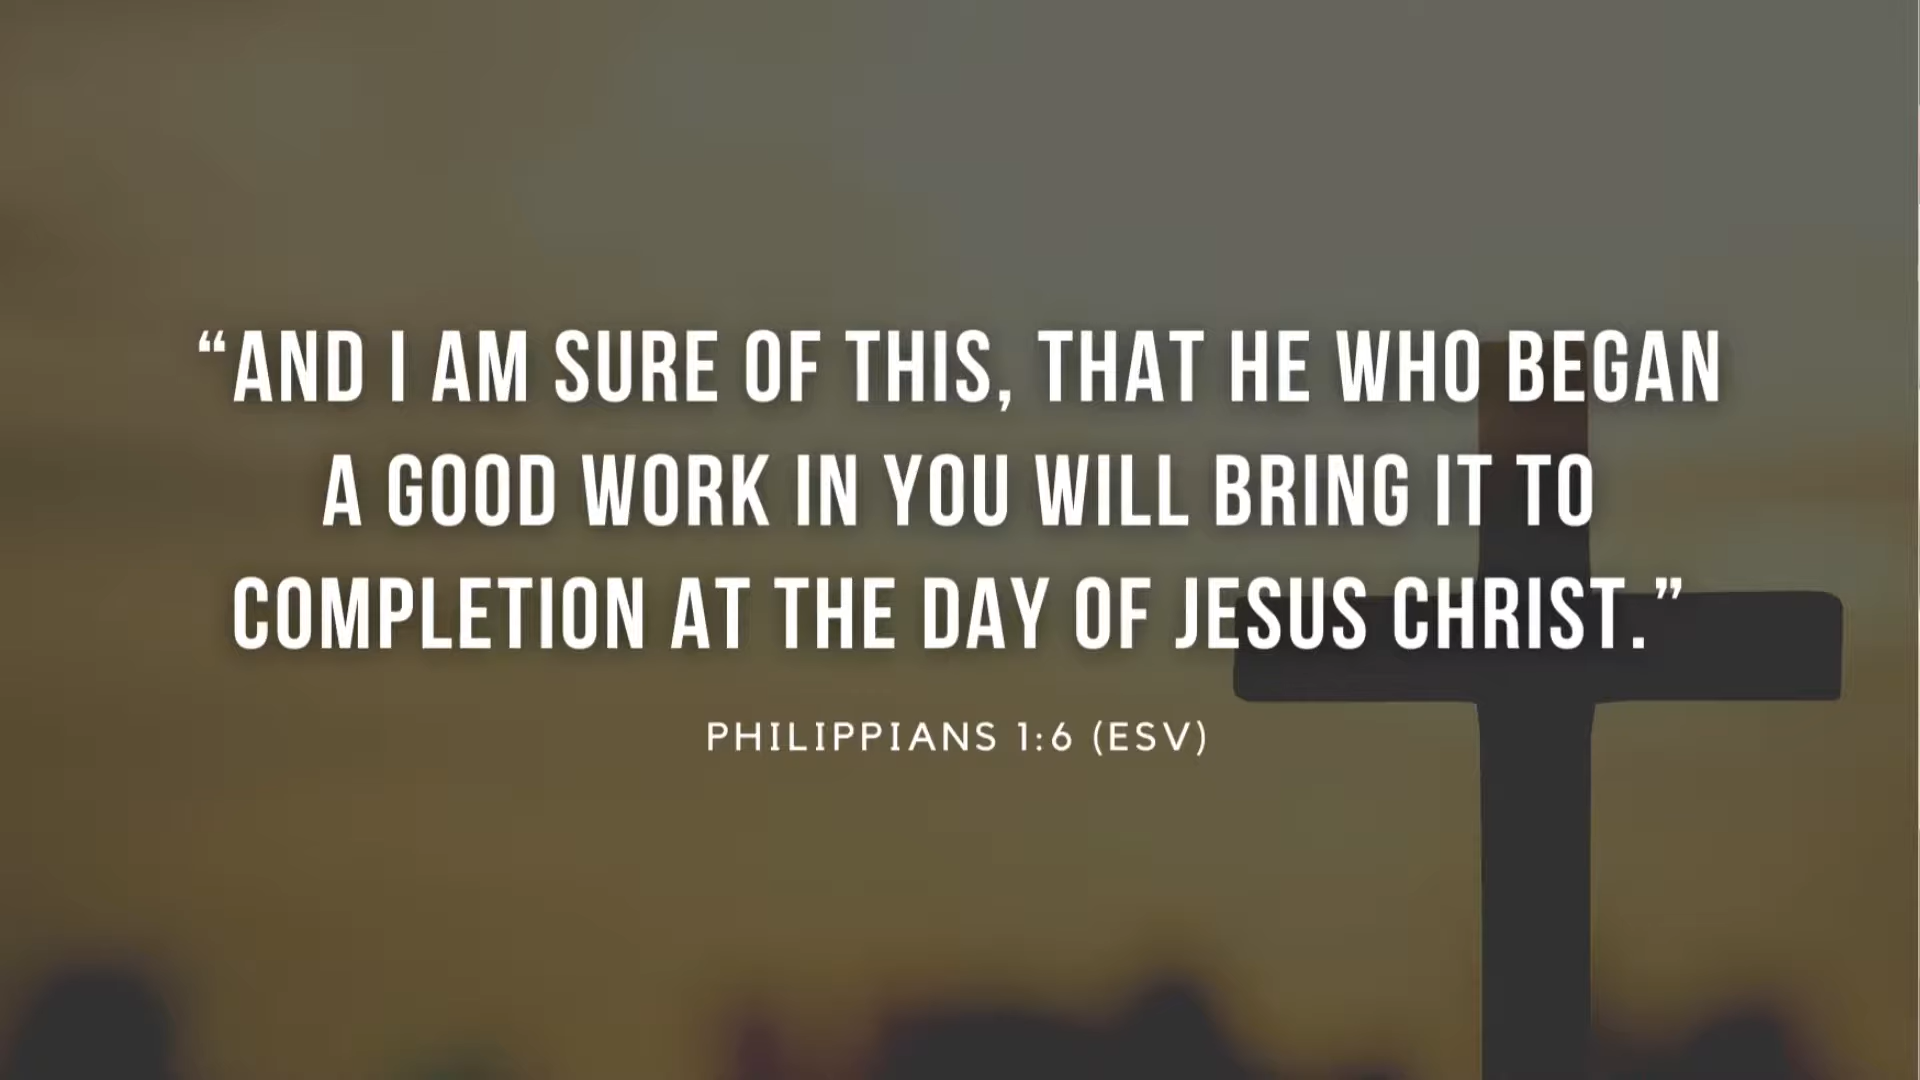 “AND I AM SURE OF THIS, THAT HE WHO BEGAN
A GOOD WORK IN YOU WILL BRING IT TO
COMPLETION AT THE DAY OF JESUS CHRIST.”
PHILIPPIANS 1:6 (ESV)